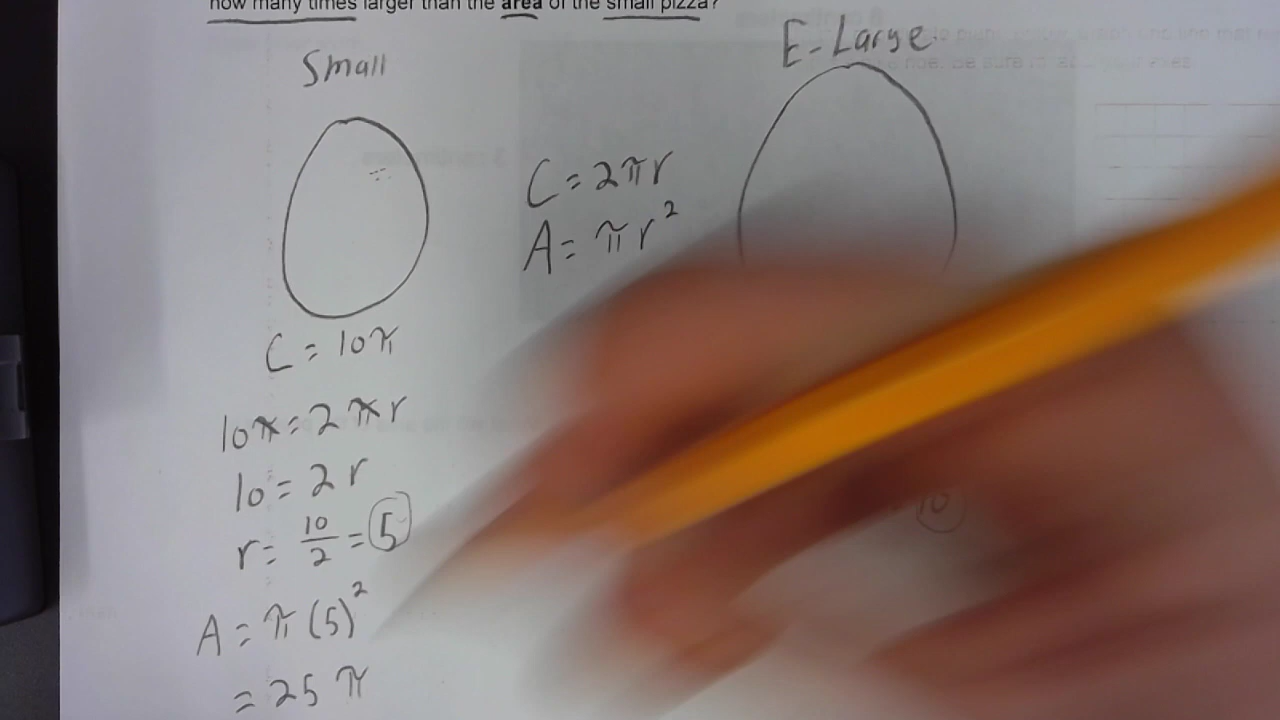 how many times larger than the area of the small pizza?
Small
E-Large
C = 2πr
A = πr²
C = 10π
10π = 2πr
10 = 2r
r = 10/2 = 5
10
A = π(5)²
= 25π